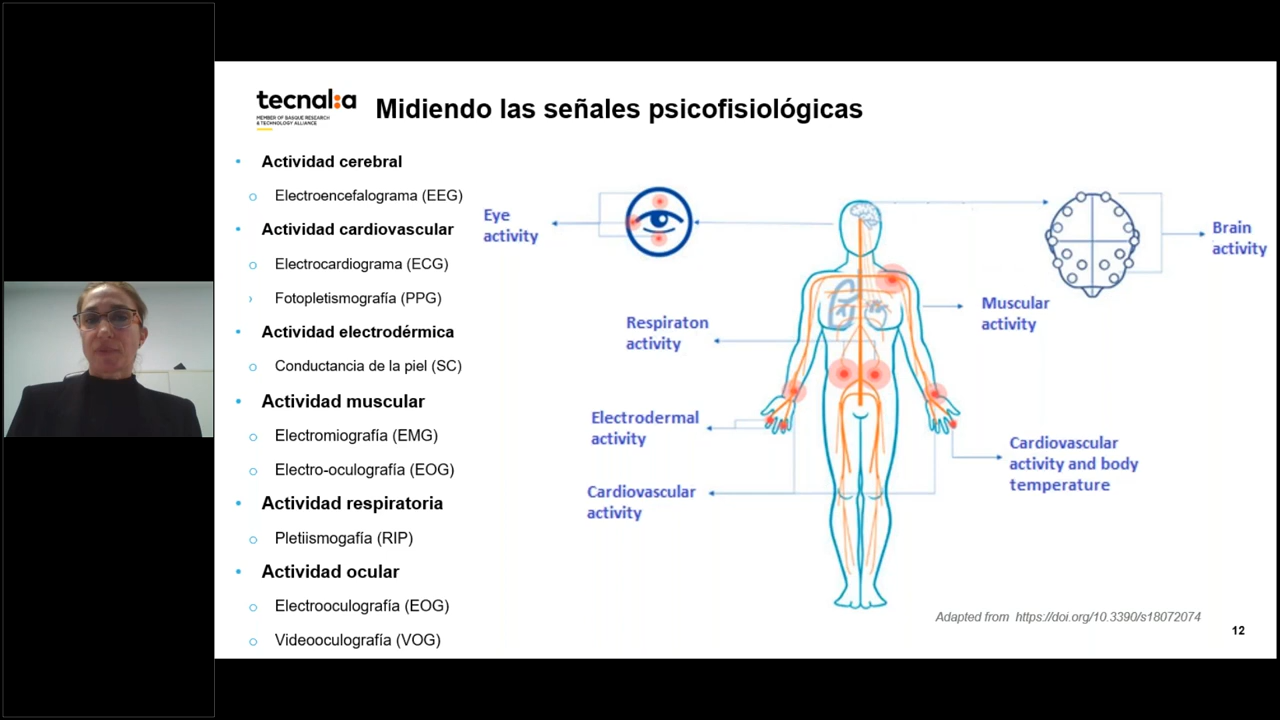 tecnal:a
MEMBER OF BASQUE RESEARCH
& TECHNOLOGY ALLIANCE
Midiendo las señales psicofisiológicas
Actividad cerebral
Electroencefalograma (EEG)
Actividad cardiovascular
Electrocardiograma (ECG)
Fotopletismografía (PPG)
Actividad electrodérmica
Conductancia de la piel (SC)
Actividad muscular
Electromiografía (EMG)
Electro-oculografía (EOG)
Actividad respiratoria
Pletiismogafía (RIP)
Actividad ocular
Electrooculografía (EOG)
Videooculografía (VOG)
Eye
activity
Brain
activity
Muscular
activity
Respiraton
activity
Electrodermal
activity
Cardiovascular
activity and body
temperature
Cardiovascular
activity
Adapted from https://doi.org/10.3390/s18072074
12